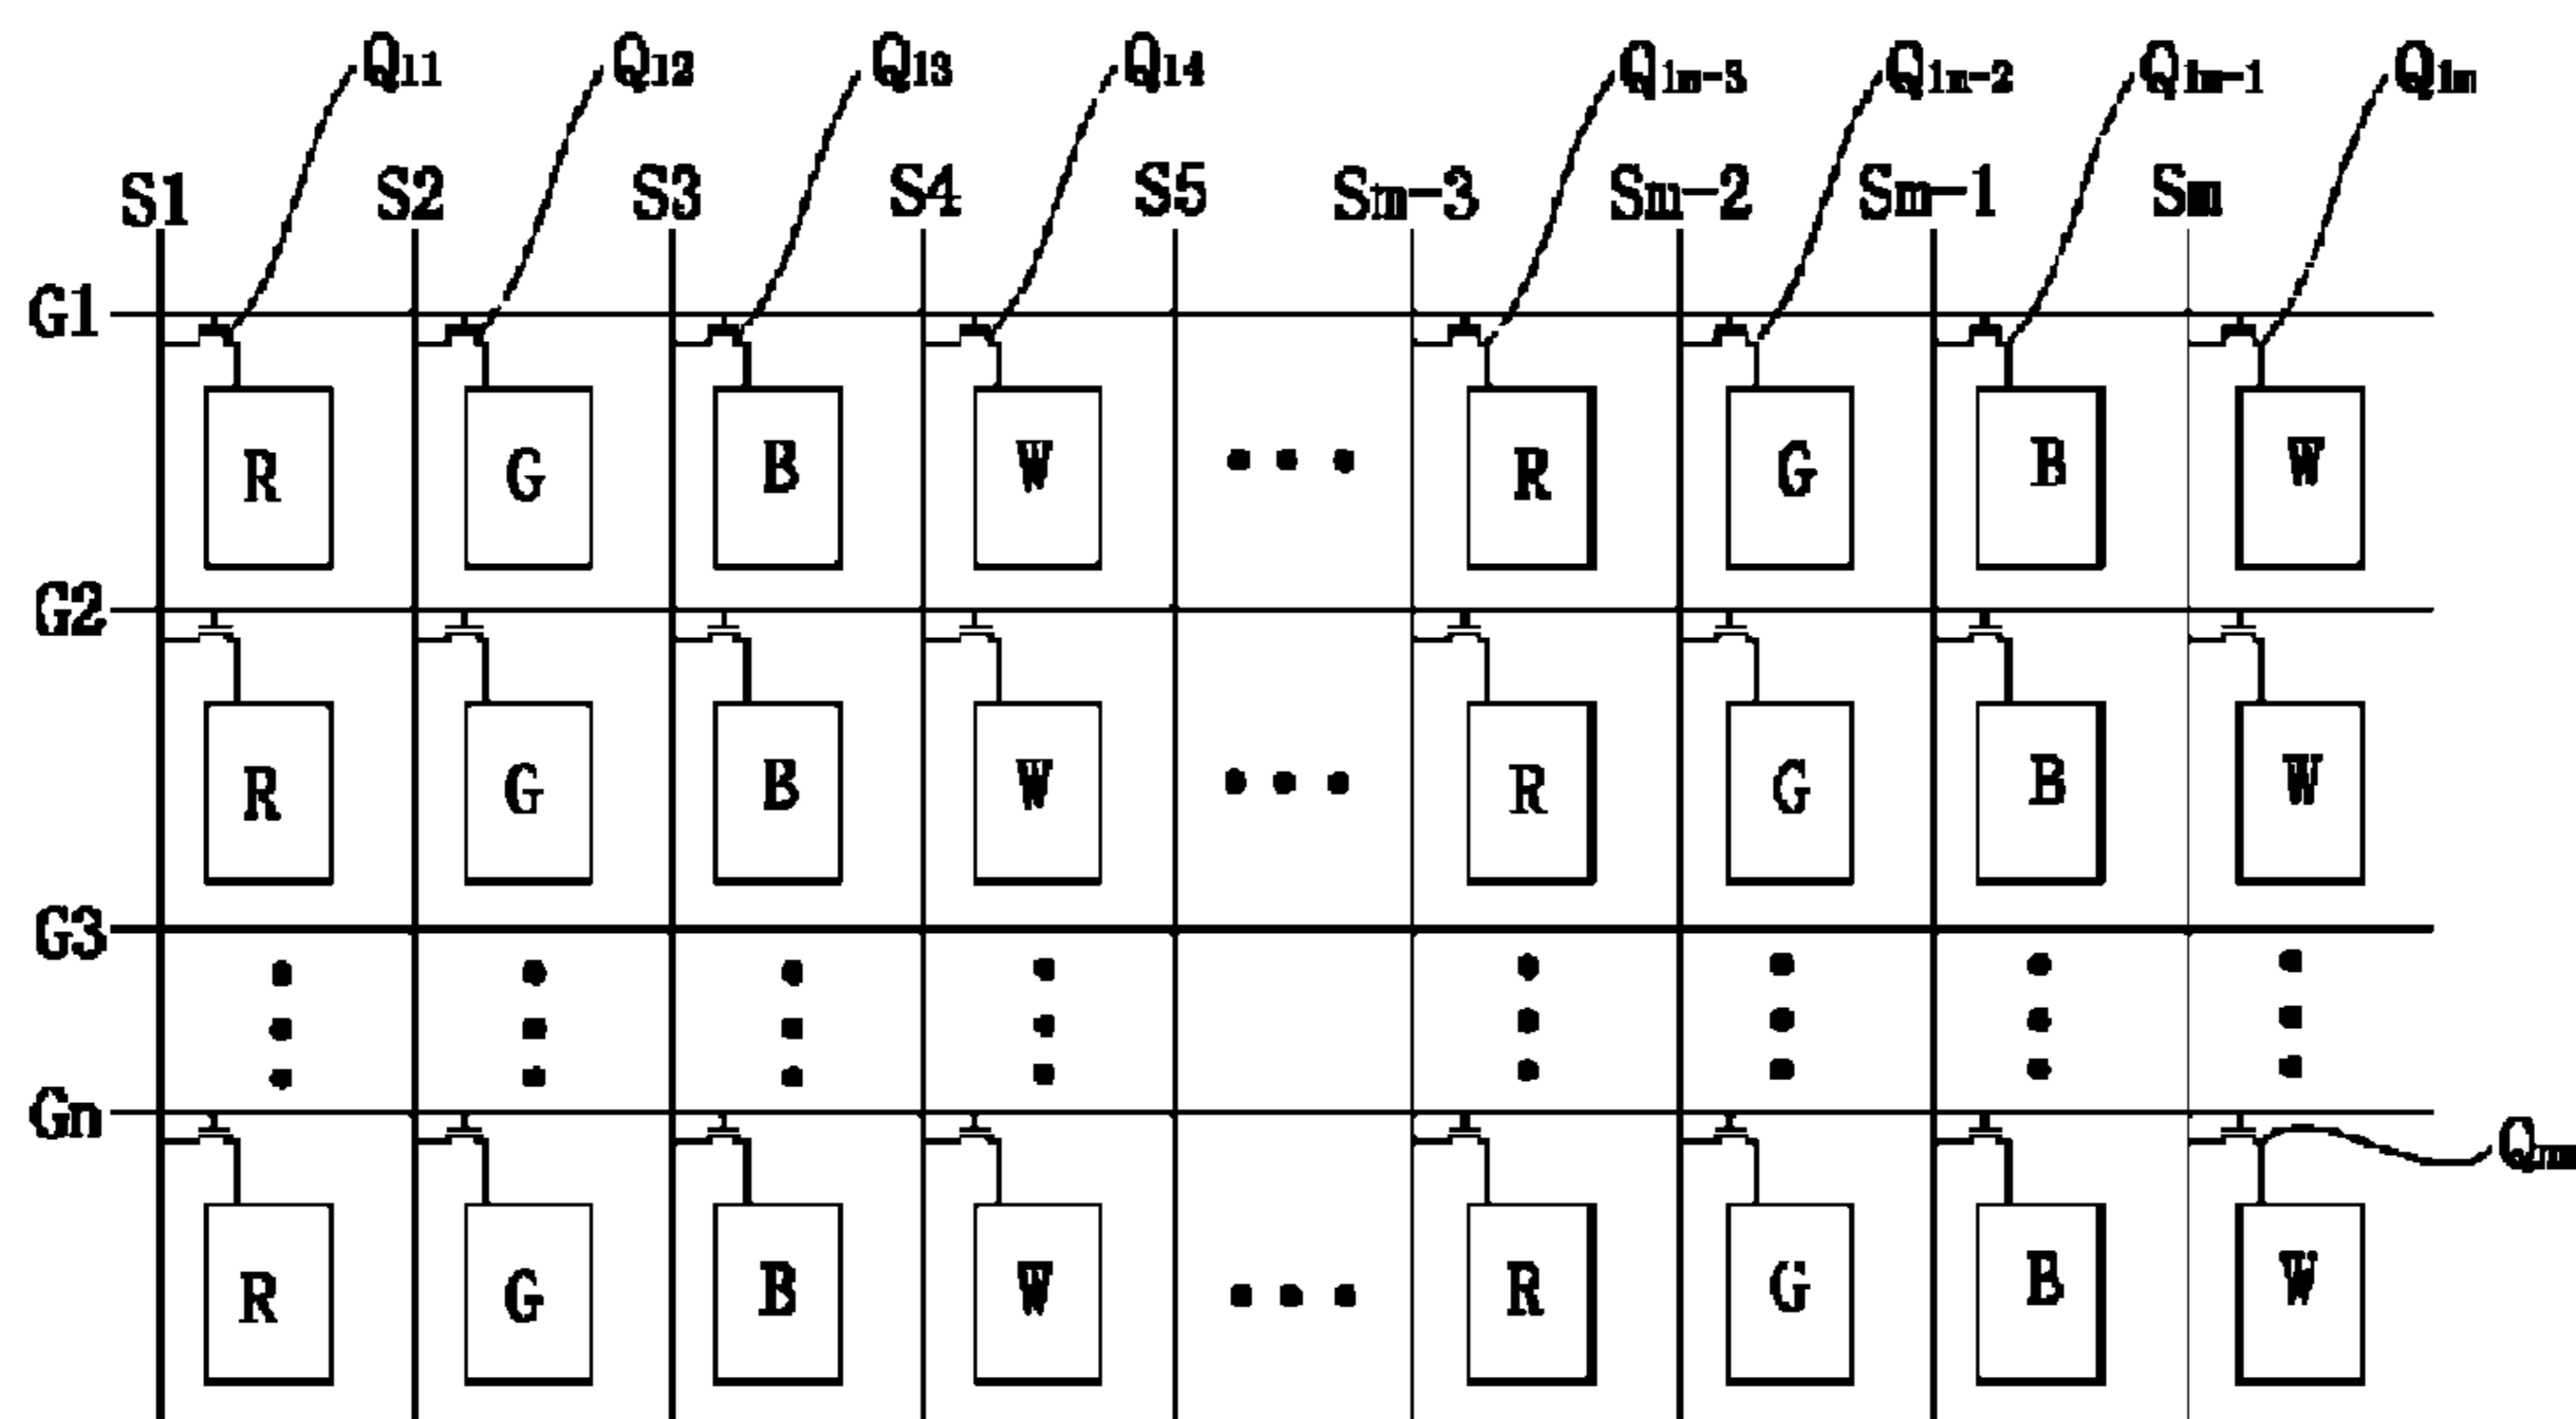 Q11 Q12 Q13 Q14 Q1m-3 Q1m-2 Q1m-1 Q1m
S1 S2 S3 S4 S5 Sm-3 Sm-2 Sm-1 Sm
G1
R G B W ● ● ● R G B W
G2
R G B W ● ● ● R G B W
G3
Gn
R G B W ● ● ● R G B W